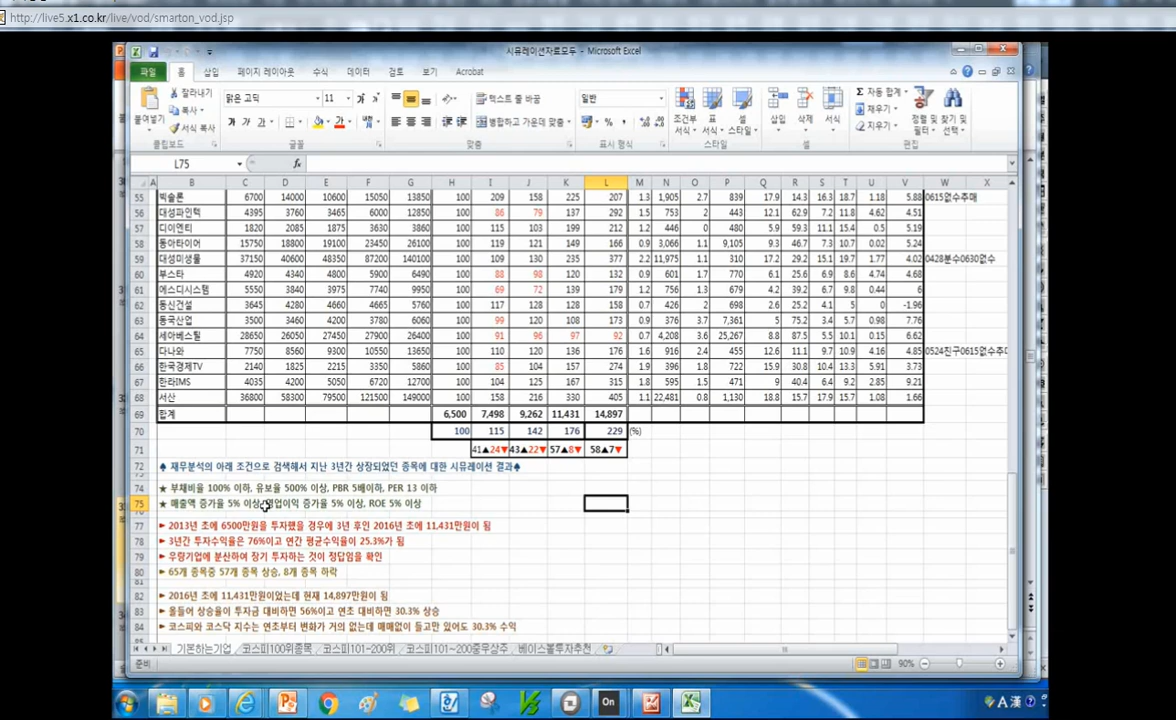 http://live5.x1.co.kr/live/vod/smarton_vod.jsp
시뮤레이션자료모두 - Microsoft Excel
파일 홈 삽입 페이지 레이아웃 수식 데이터 검토 보기 Acrobat
잘라내기 맑은 고딕 11 텍스트 줄 바꿈 일반 자동 합계
복사 채우기
붙여넣기 서식 복사 병합하고 가운데 맞춤 조건부 서식 표 서식 셀 스타일 삽입 삭제 서식 지우기 정렬 및 필터 찾기 및 선택
클립보드 글꼴 맞춤 표시 형식 스타일 셀 편집
L75 fx
A B C D E F G H I J K L M N O P Q R S T U V W X
55 빅솔론 6700 14000 10600 15050 13850 100 209 158 225 207 1.3 1,905 2.7 839 17.9 14.3 16.3 18.7 1.18 5.88 0615없수추매
56 대성파인텍 4395 3760 3465 6000 12850 100 86 79 137 292 1.5 753 2 443 12.1 62.9 7.2 11.8 4.62 4.51
57 디이엔티 1820 2085 1875 3630 3860 100 115 103 199 212 1.2 446 0 480 5.9 59.3 11.1 15.4 0.5 5.19
58 동아타이어 15750 18800 19100 23450 26100 100 119 121 149 166 0.9 3,066 1.1 9,105 9.3 46.7 7.3 10.7 0.02 5.24
59 대성미생물 37150 40600 48350 87200 140100 100 109 130 235 377 2.2 11,975 1.1 310 17.2 29.2 15.1 19.7 1.77 4.02 0428분수0630없수
60 부스타 4920 4340 4800 5900 6490 100 88 98 120 132 0.9 601 1.7 770 6.1 25.6 6.9 8.6 4.74 4.68
61 에스디시스템 5550 3840 3975 7740 9950 100 69 72 139 179 1.2 756 1.3 679 4.2 39.2 6.7 9.8 0.44 6
62 동신건설 3645 4280 4660 4665 5760 100 117 128 128 158 0.7 426 2 698 2.6 25.2 4.1 5 0 -1.96
63 동국산업 3500 3460 4200 3780 6060 100 99 120 108 173 0.9 376 3.7 7,361 5 75.2 3.4 5.7 0.98 7.76
64 세아베스틸 28650 26050 27450 27900 26400 100 91 96 97 92 0.7 4,208 3.6 25,267 8.8 87.5 5.5 10.1 0.15 6.62
65 다나와 7750 8560 9300 10550 13650 100 110 120 136 176 1.6 916 2.4 455 12.6 11.1 9.7 10.9 4.16 4.85 0524진구0615없수추
66 한국경제TV 2140 1825 2215 3350 5860 100 85 104 157 274 1.9 396 1.8 722 15.9 30.8 10.4 13.3 5.91 3.73
67 한라IMS 4035 4200 5050 6720 12700 100 104 125 167 315 1.8 595 1.5 471 9 40.4 6.4 9.2 2.85 9.21
68 서산 36800 58300 79500 121500 149000 100 158 216 330 405 1.1 22,481 0.8 1,130 18.8 15.7 17.9 15.7 1.08 1.66
69 합계 6,500 7,498 9,262 11,431 14,897
70 100 115 142 176 229 (%)
71 41▲24▼ 43▲22▼ 57▲8▼ 58▲7▼
72 ♠ 재무분석의 아래 조건으로 검색해서 지난 3년간 상장되었던 종목에 대한 시뮤레이션 결과♠
74 ★ 부채비율 100% 이하, 유보율 500% 이상, PBR 5배이하, PER 13 이하
75 ★ 매출액 증가율 5% 이상, 영업이익 증가율 5% 이상, ROE 5% 이상
77 ► 2013년 초에 6500만원을 투자했을 경우에 3년 후인 2016년 초에 11,431만원이 됨
78 ► 3년간 투자수익율은 76%이고 연간 평균수익율이 25.3%가 됨
79 ► 우량기업에 분산하여 장기 투자하는 것이 정답임을 확인
80 ► 65개 종목중 57개 종목 상승, 8개 종목 하락
81
82 ► 2016년 초에 11,431만원이었는데 현재 14,897만원이 됨
83 ► 올들어 상승율이 투자금 대비하면 56%이고 연초 대비하면 30.3% 상승
84 ► 코스피와 코스닥 지수는 연초부터 변화가 거의 없는데 매매없이 들고만 있어도 30.3% 수익
기본하는기업 코스피100위종목 코스피101-200위 코스피101~200중우상주 베이스볼투자추천
준비 90%
On A 漢